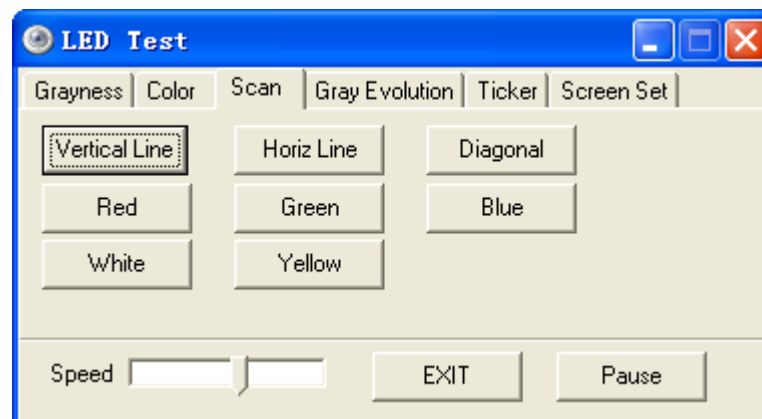 LED Test
Grayness Color Scan Gray Evolution Ticker Screen Set
Vertical Line Horiz Line Diagonal
Red Green Blue
White Yellow
Speed EXIT Pause